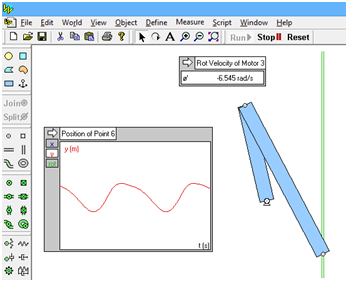 File Edit World View Object Define Measure Script Window Help
Run Stop Reset
Rot Velocity of Motor 3
ø' -6.545 rad/s
Join
Split
Position of Point 6
x
y
rot
y [m]
t [s]